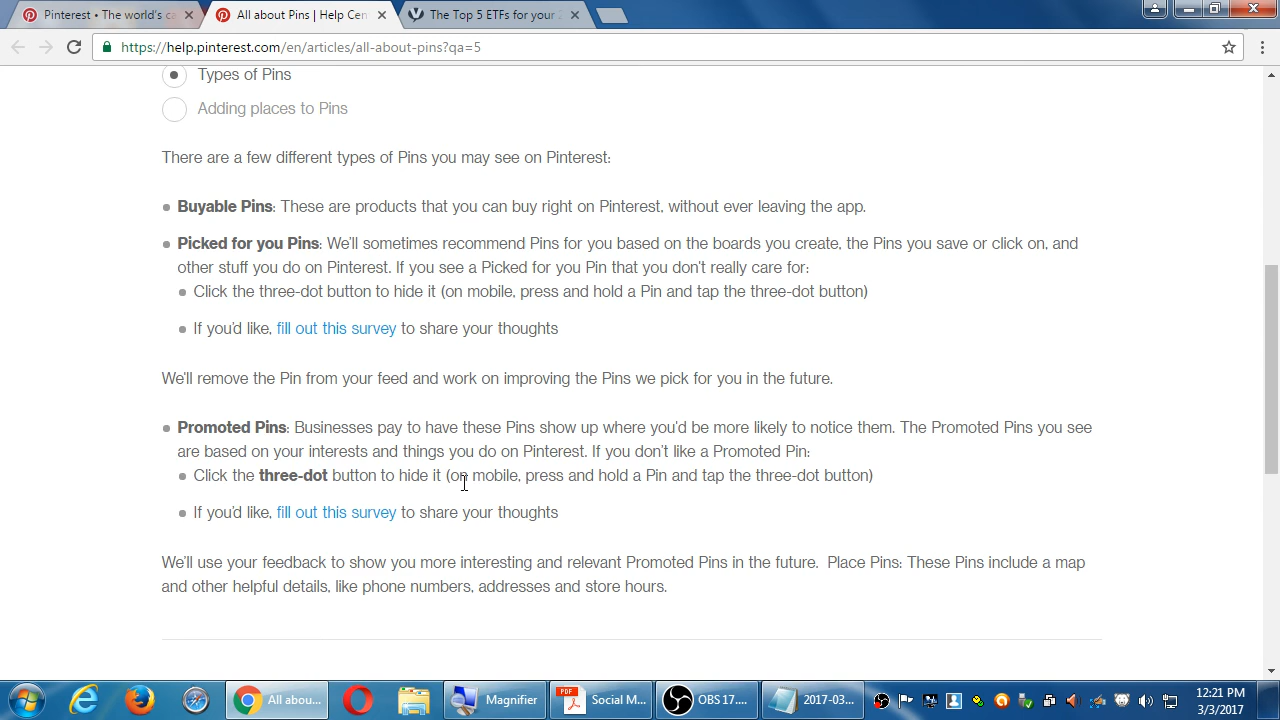 Pinterest • The world's ca
All about Pins | Help Cen
The Top 5 ETFs for your
https://help.pinterest.com/en/articles/all-about-pins?qa=5
Types of Pins
Adding places to Pins
There are a few different types of Pins you may see on Pinterest:
Buyable Pins: These are products that you can buy right on Pinterest, without ever leaving the app.
Picked for you Pins: We'll sometimes recommend Pins for you based on the boards you create, the Pins you save or click on, and
other stuff you do on Pinterest. If you see a Picked for you Pin that you don't really care for:
Click the three-dot button to hide it (on mobile, press and hold a Pin and tap the three-dot button)
If you'd like, fill out this survey to share your thoughts
We'll remove the Pin from your feed and work on improving the Pins we pick for you in the future.
Promoted Pins: Businesses pay to have these Pins show up where you'd be more likely to notice them. The Promoted Pins you see
are based on your interests and things you do on Pinterest. If you don't like a Promoted Pin:
Click the three-dot button to hide it (on mobile, press and hold a Pin and tap the three-dot button)
If you'd like, fill out this survey to share your thoughts
We'll use your feedback to show you more interesting and relevant Promoted Pins in the future.  Place Pins: These Pins include a map
and other helpful details, like phone numbers, addresses and store hours.
All abou...
Magnifier
PDF
Social M...
OBS 17....
2017-03...
12:21 PM
3/3/2017